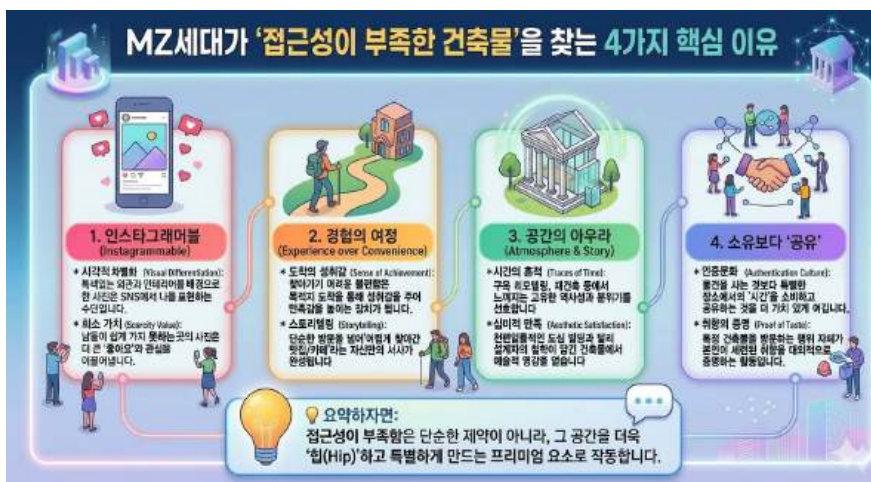 MZ세대가 ‘접근성이 부족한 건축물’을 찾는 4가지 핵심 이유
1. 인스타그래머블
(Instagrammable)
* 시각적 차별화 (Visual Differentiation):
특색없는 외관과 인테리어를 배경으로
한 사진은 SNS에서 나를 표현하는
수단입니다.
* 희소 가치 (Scarcity Value):
남들이 쉽게 가지 못하는 곳의 사진은
더 큰 '좋아요'와 관심을
이끌어냅니다.
2. 경험의 여정
(Experience over Convenience)
* 도착의 성취감 (Sense of Achievement):
찾아가기 어려운 불편함은
목적지 도착을 통해 성취감을 주어
만족감을 높이는 장치가 됩니다.
* 스토리텔링 (Storytelling):
단순한 방문을 넘어 '어렵게 찾아간
맛집/카페'라는 자신만의 서사가
완성됩니다
3. 공간의 아우라
(Atmosphere & Story)
* 시간의 흔적 (Traces of Time):
구옥 리모델링, 재건축 등에서
느껴지는 고유한 역사성과 분위기를
선호합니다
* 심미적 만족 (Aesthetic Satisfaction):
천편일률적인 도심 빌딩과 달리
설계자의 철학이 담긴 건축물에서
예술적 영감을 얻습니다
4. 소유보다 ‘공유’
* 인증문화 (Authentication Culture):
물건을 사는 것보다 특별한
장소에서의 '시간'을 소비하고
공유하는 것을 더 가치 있게 여깁니다.
* 취향의 증명 (Proof of Taste):
특정 건축물을 방문하는 행위 자체가
본인이 세련된 취향을 대외적으로
증명하는 활동입니다.
요약하자면:
접근성이 부족함은 단순한 제약이 아니라, 그 공간을 더욱
‘힙(Hip)’하고 특별하게 만드는 프리미엄 요소로 작동합니다.